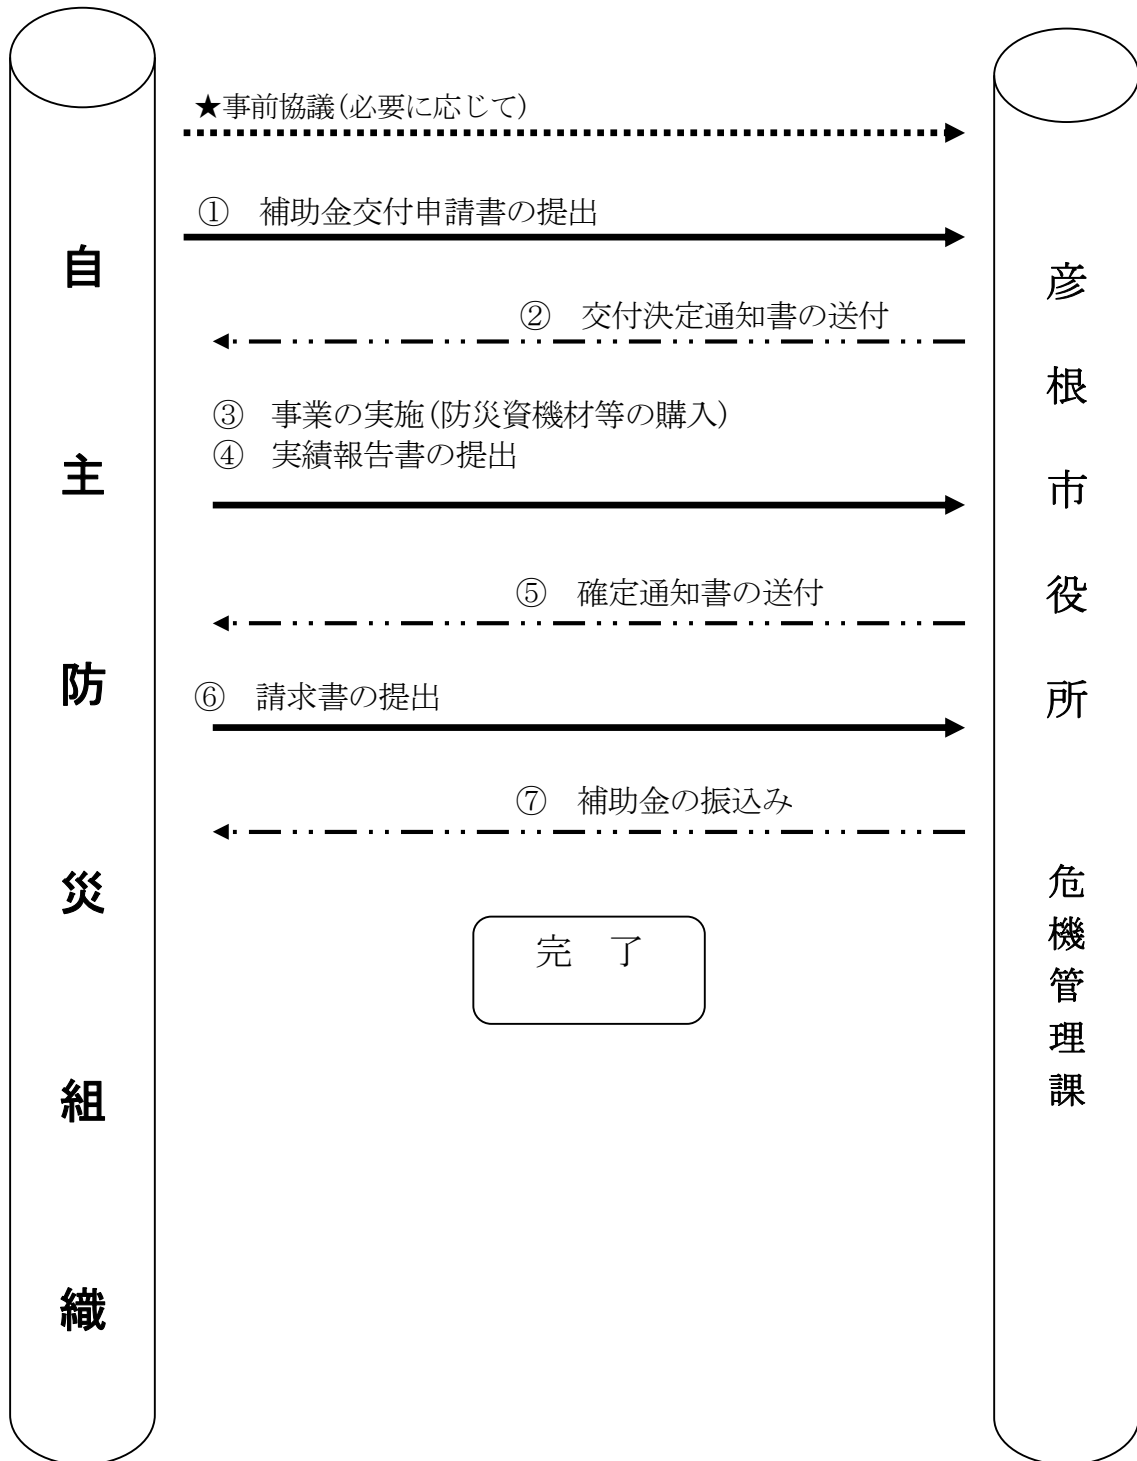 自主防災組織
★事前協議(必要に応じて)
①　補助金交付申請書の提出
②　交付決定通知書の送付
③　事業の実施(防災資機材等の購入)
④　実績報告書の提出
⑤　確定通知書の送付
⑥　請求書の提出
⑦　補助金の振込み
完　了
彦根市役所　危機管理課